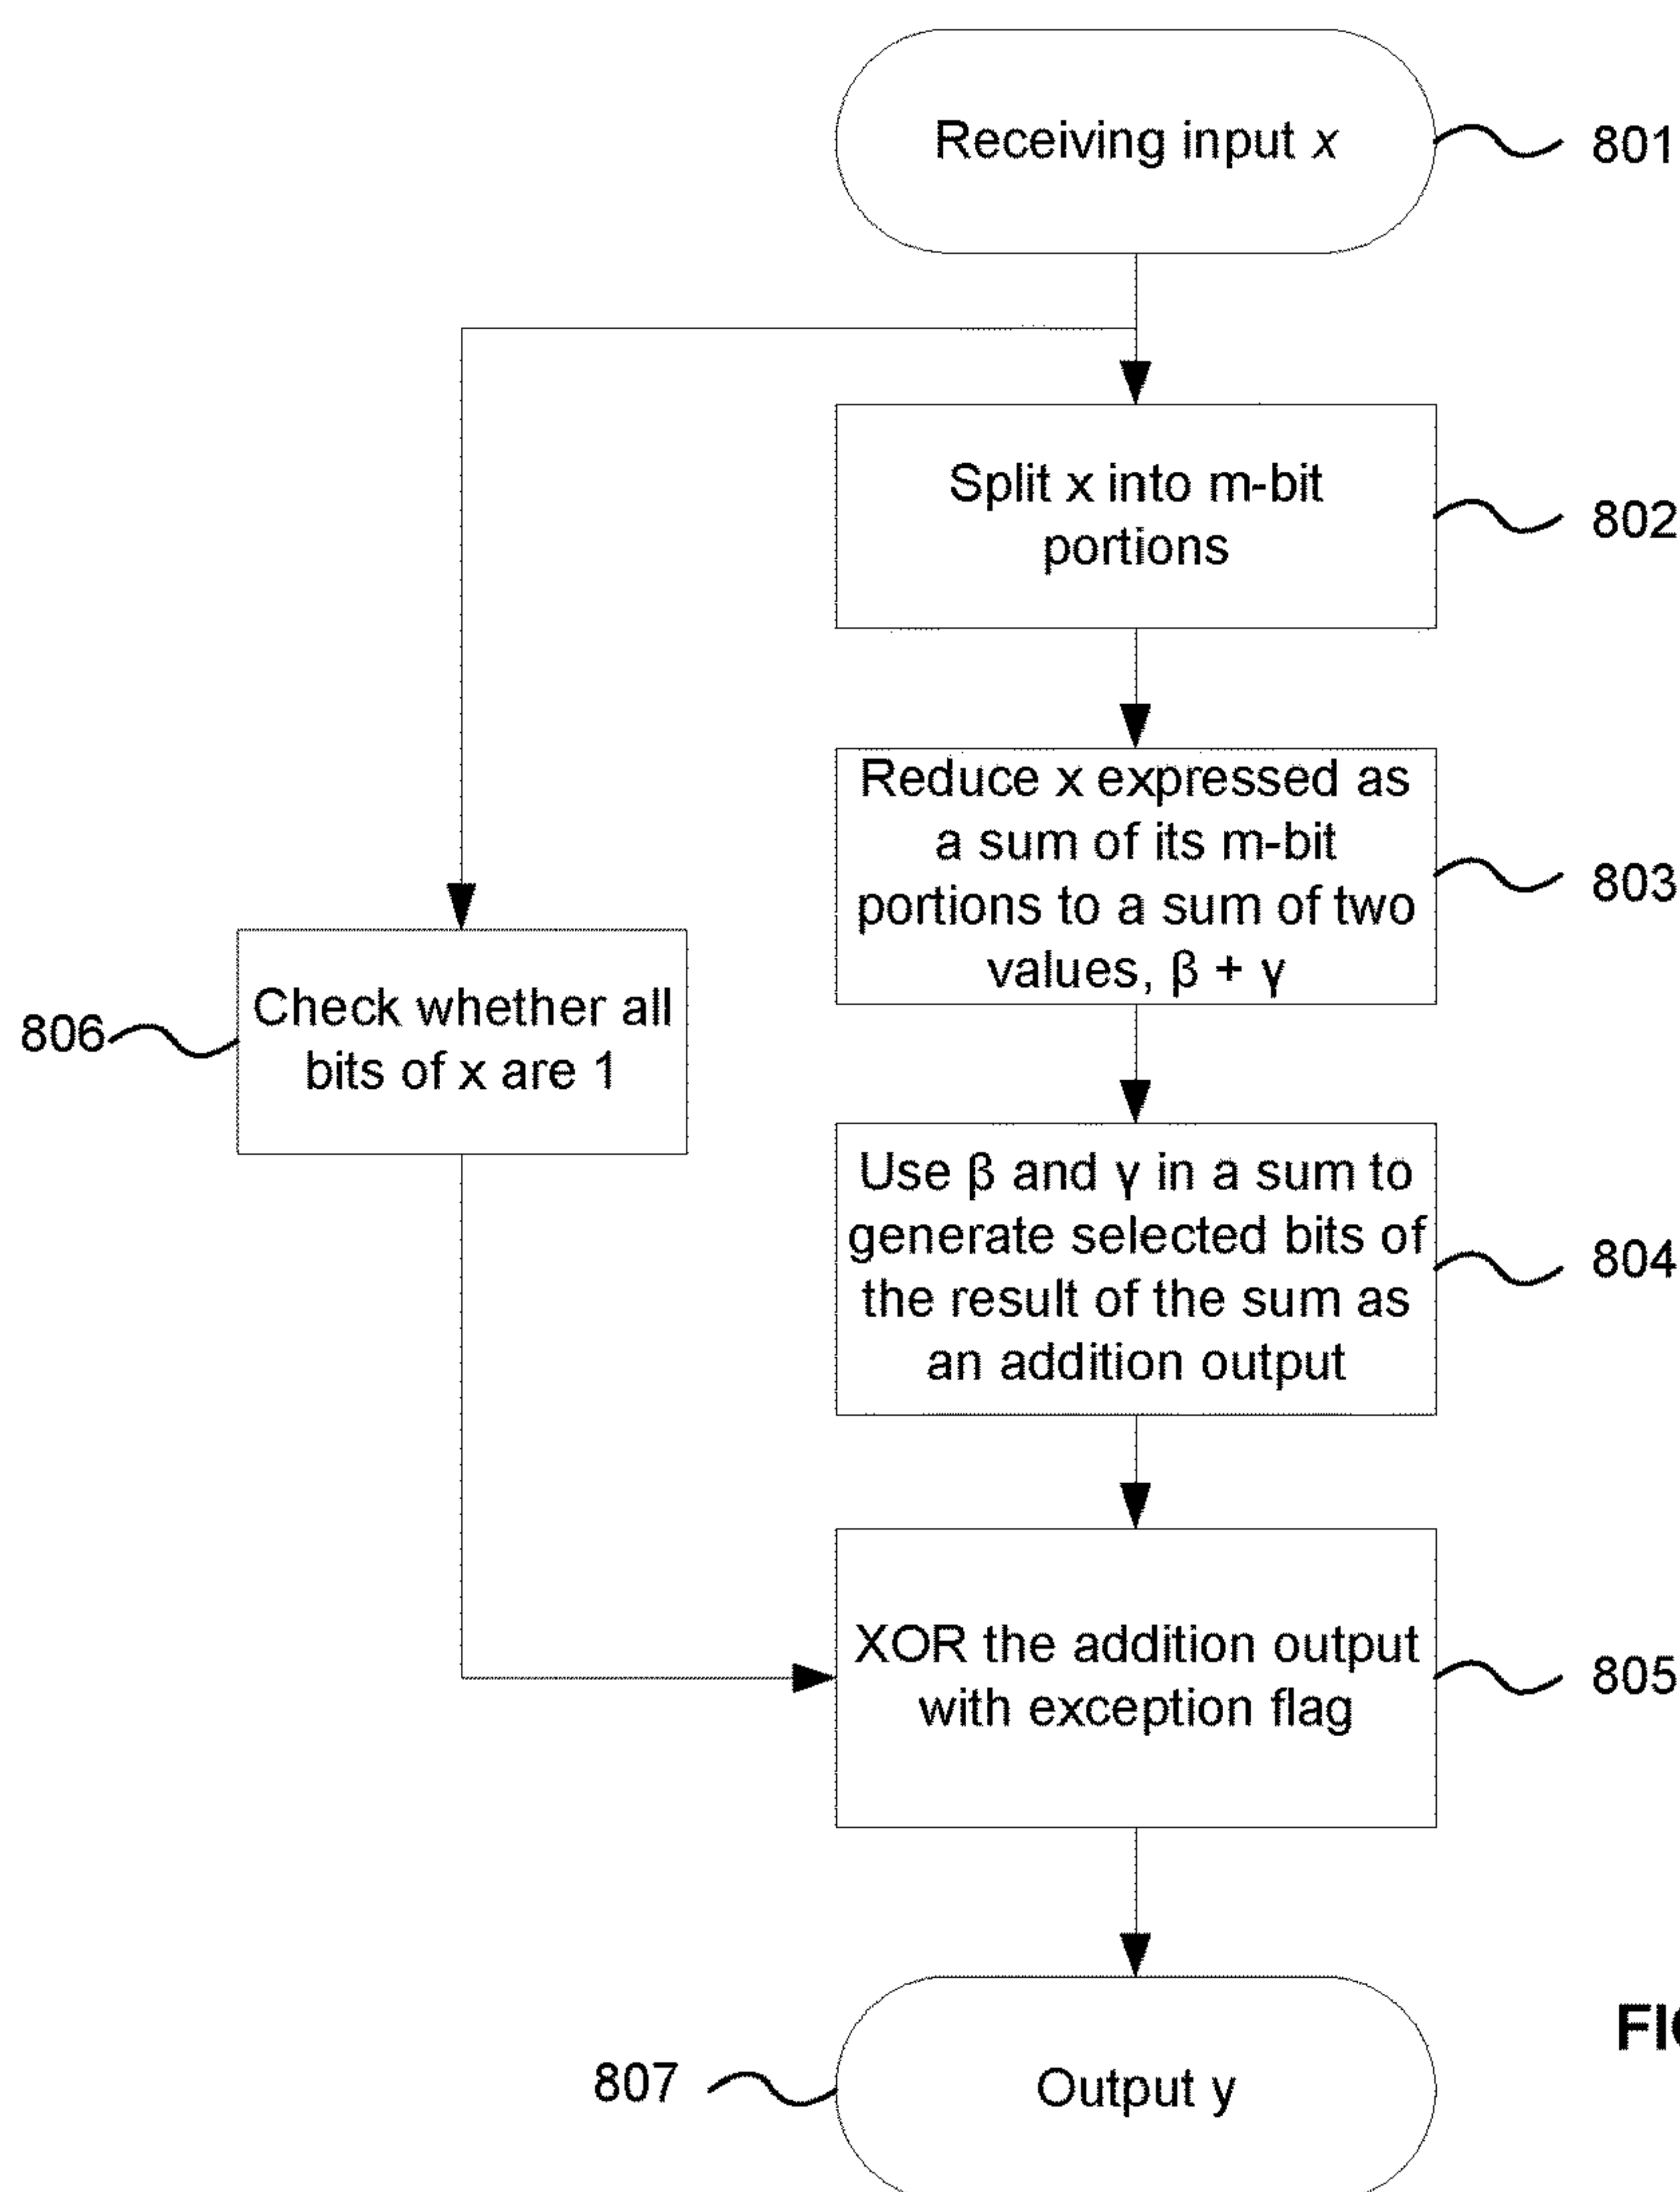 Receiving input x
801
Split x into m-bit
portions
802
Reduce x expressed as
a sum of its m-bit
portions to a sum of two
values, β + γ
803
806
Check whether all
bits of x are 1
Use β and γ in a sum to
generate selected bits of
the result of the sum as
an addition output
804
XOR the addition output
with exception flag
805
807
Output y